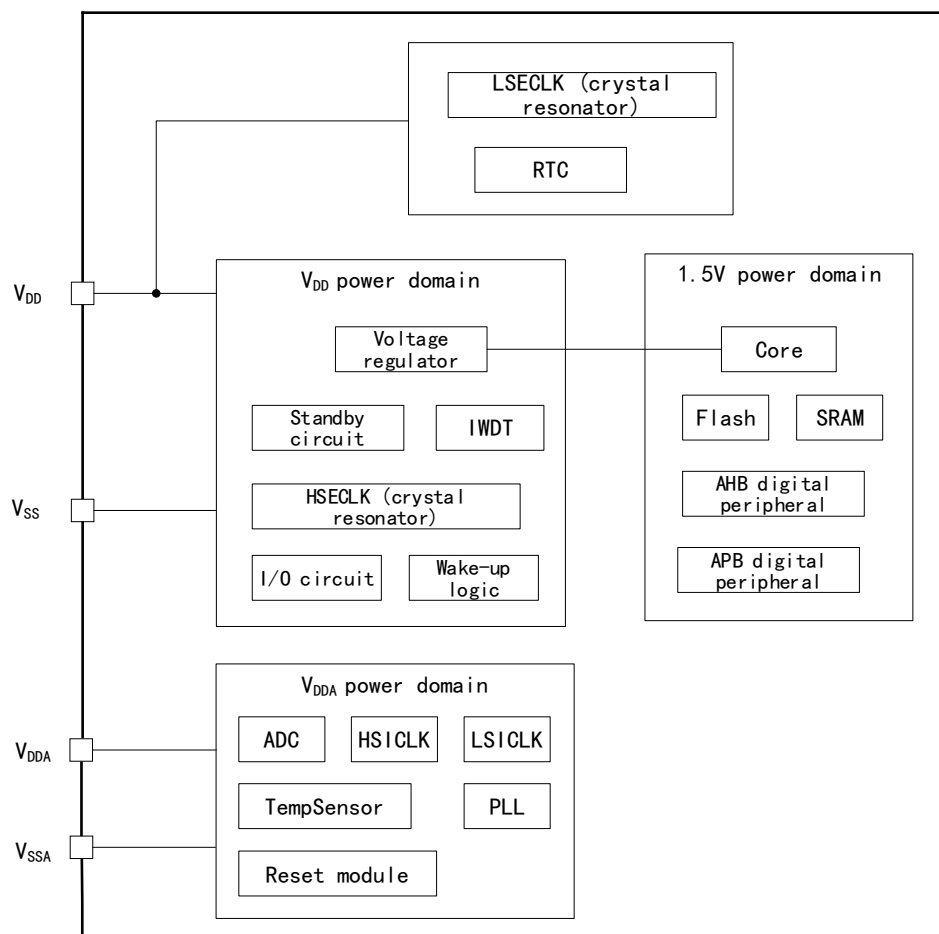 LSECLK (crystal
resonator)
RTC
VDD
VDD power domain
1.5V power domain
Voltage
regulator
Core
Standby
circuit
IWDT
Flash
SRAM
VSS
HSECLK (crystal
resonator)
AHB digital
peripheral
I/O circuit
Wake-up
logic
APB digital
peripheral
VDDA power domain
VDDA
ADC
HSICLK
LSICLK
TempSensor
PLL
VSSA
Reset module